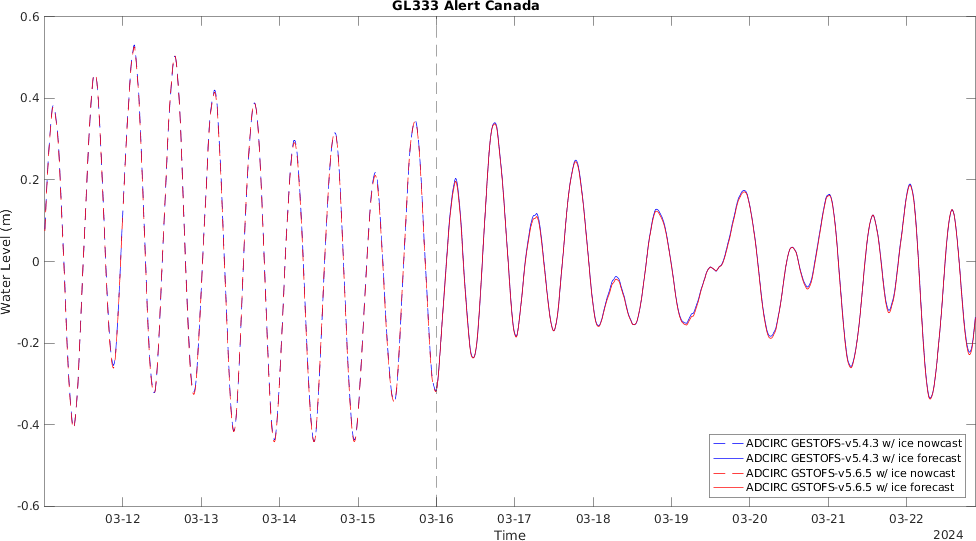 GL333 Alert Canada
0.6
0.4
0.2
0
-0.2
-0.4
-0.6
Water Level (m)
ADCIRC GESTOFS-v5.4.3 w/ ice nowcast
ADCIRC GESTOFS-v5.4.3 w/ ice forecast
ADCIRC GSTOFS-v5.6.5 w/ ice nowcast
ADCIRC GSTOFS-v5.6.5 w/ ice forecast
03-12 03-13 03-14 03-15 03-16 03-17 03-18 03-19 03-20 03-21 03-22
Time
2024